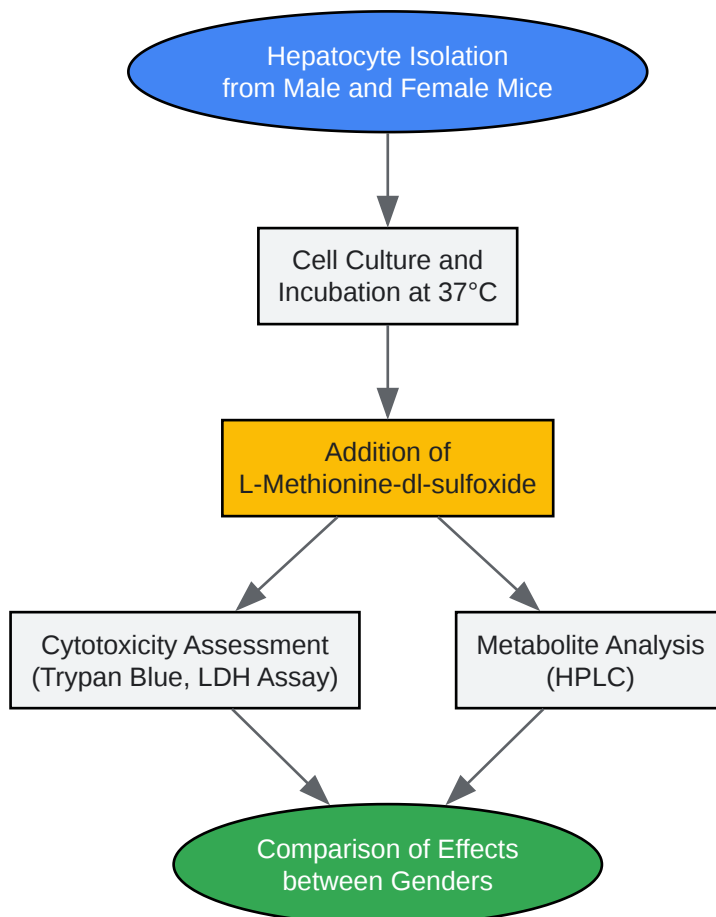 Hepatocyte Isolation
from Male and Female Mice
Cell Culture and
Incubation at 37°C
Addition of
L-Methionine-dl-sulfoxide
Cytotoxicity Assessment
(Trypan Blue, LDH Assay)
Metabolite Analysis
(HPLC)
Comparison of Effects
between Genders